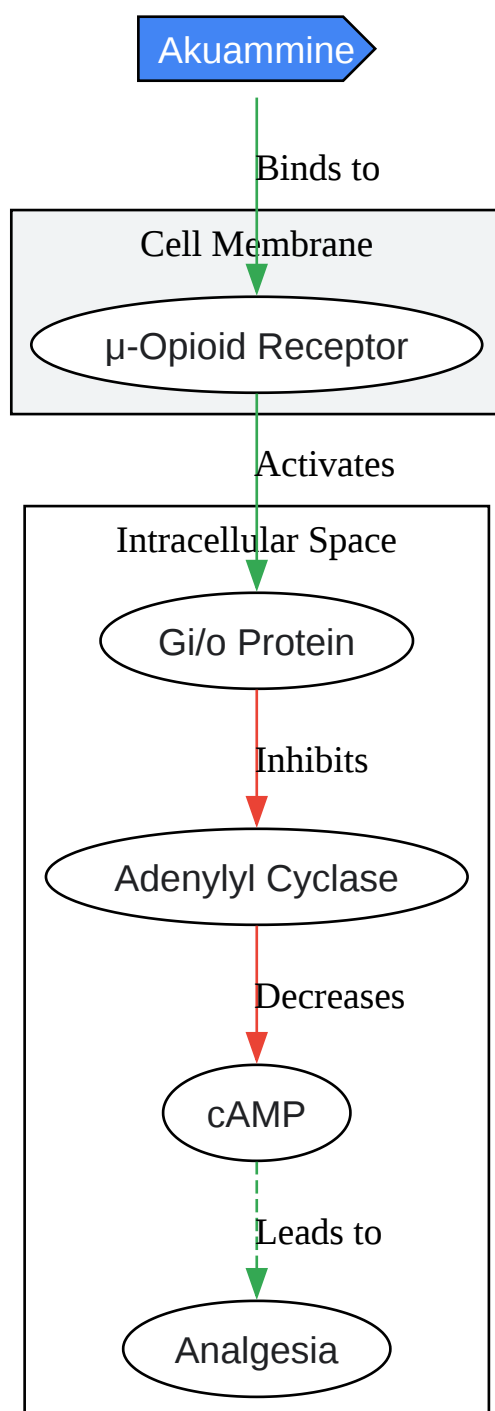 Akuammine
Binds to
Cell Membrane
μ-Opioid Receptor
Activates
Intracellular Space
Gi/o Protein
Inhibits
Adenylyl Cyclase
Decreases
cAMP
Leads to
Analgesia